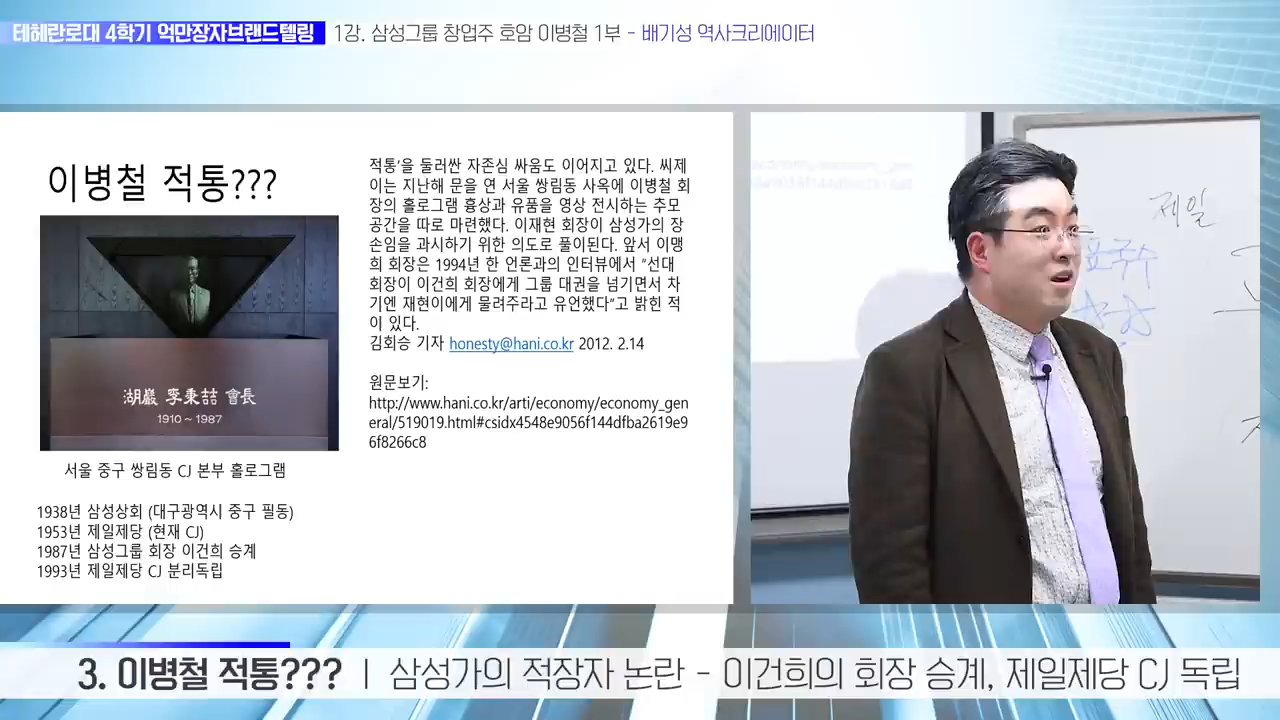 테헤란로대 4학기 억만장자브랜드텔링 1강. 삼성그룹 창업주 호암 이병철 1부 - 배기성 역사크리에이터
이병철 적통???
湖巖 李秉喆 會長
1910 ~ 1987
서울 중구 쌍림동 CJ 본부 홀로그램
1938년 삼성상회 (대구광역시 중구 필동)
1953년 제일제당 (현재 CJ)
1987년 삼성그룹 회장 이건희 승계
1993년 제일제당 CJ 분리독립
적통’을 둘러싼 자존심 싸움도 이어지고 있다. 씨제
이는 지난해 문을 연 서울 쌍림동 사옥에 이병철 회
장의 홀로그램 흉상과 유품을 영상 전시하는 추모
공간을 따로 마련했다. 이재현 회장이 삼성가의 장
손임을 과시하기 위한 의도로 풀이된다. 앞서 이맹
희 회장은 1994년 한 언론과의 인터뷰에서 “선대
회장이 이건희 회장에게 그룹 대권을 넘기면서 차
기엔 재현이에게 물려주라고 유언했다”고 밝힌 적
이 있다.
김회승 기자 honesty@hani.co.kr 2012. 2.14
원문보기:
http://www.hani.co.kr/arti/economy/economy_gen
eral/519019.html#csidx4548e9056f144dfba2619e9
6f8266c8
제일
3. 이병철 적통??? | 삼성가의 적장자 논란 - 이건희의 회장 승계, 제일제당 CJ 독립